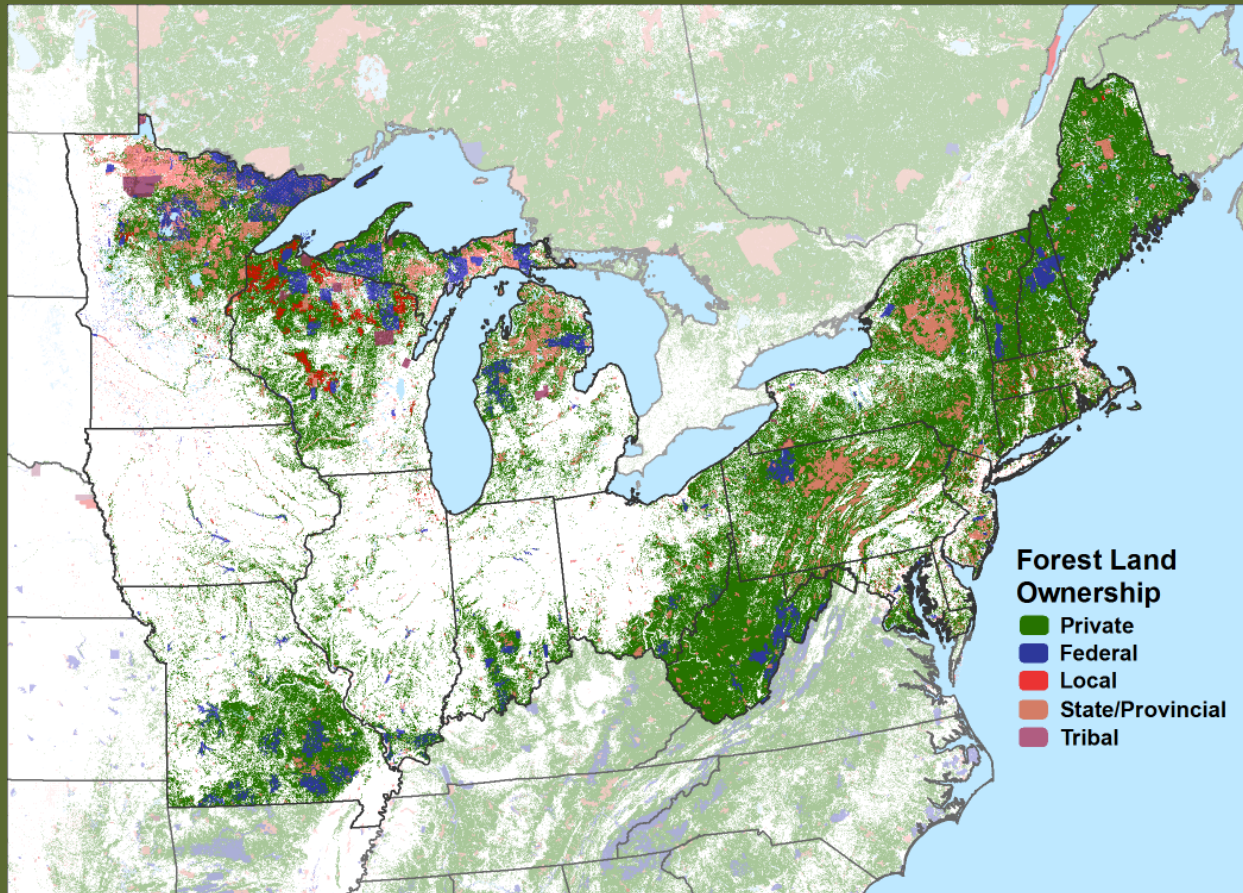 Forest Land
Ownership
Private
Federal
Local
State/Provincial
Tribal